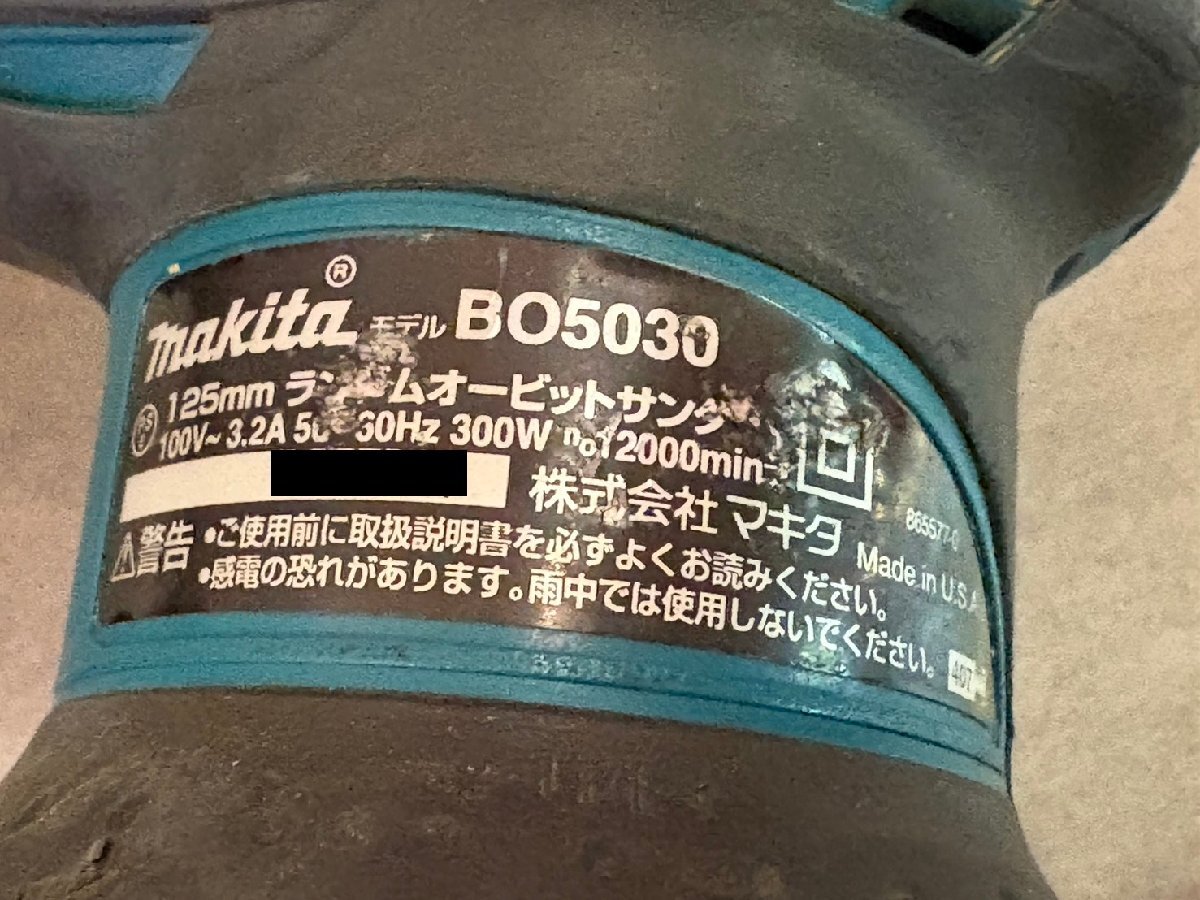 makita® モデル BO5030
125mm ランダムオービットサンダ
100V~ 3.2A 50-60Hz 300W n₀12000min⁻¹
株式会社 マキタ
865577-
Made in U.S.A
⚠警告 •ご使用前に取扱説明書を必ずよくお読みください。
•感電の恐れがあります。雨中では使用しないでください。
407